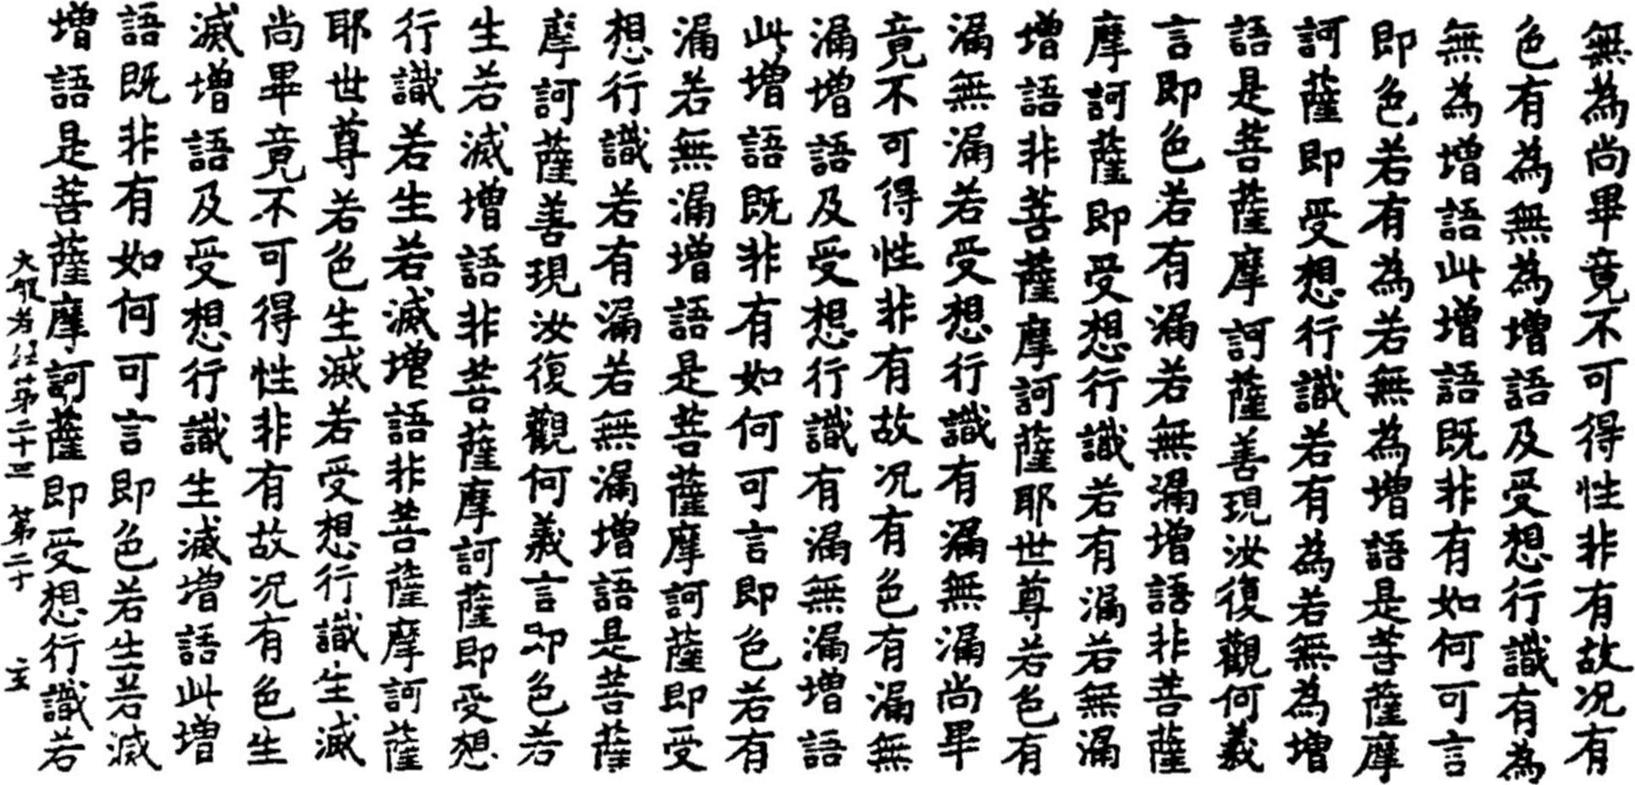 無為尚畢竟不可得性非有故況有
色有為無為增語及受想行識有為
無為增語此增語既非有如何可言
即色若有為若無為增語是菩薩摩
訶薩即受想行識若有為若無為增
語是菩薩摩訶薩善現汝復觀何義
言即色若有漏若無漏增語非菩薩
摩訶薩即受想行識若有漏若無漏
增語非菩薩摩訶薩耶世尊若色有
漏無漏若受想行識有漏無漏尚畢
竟不可得性非有故況有色有漏無
漏增語及受想行識有漏無漏增語
此增語既非有如何可言即色若有
漏若無漏增語是菩薩摩訶薩即受
想行識若有漏若無漏增語是菩薩
摩訶薩善現汝復觀何義言即色若
生若滅增語非菩薩摩訶薩即受想
行識若生若滅增語非菩薩摩訶薩
耶世尊若色生滅若受想行識生滅
尚畢竟不可得性非有故況有色生
滅增語及受想行識生滅增語此增
語既非有如何可言即色若生若滅
增語是菩薩摩訶薩即受想行識若
大般若经第二十三 第二十